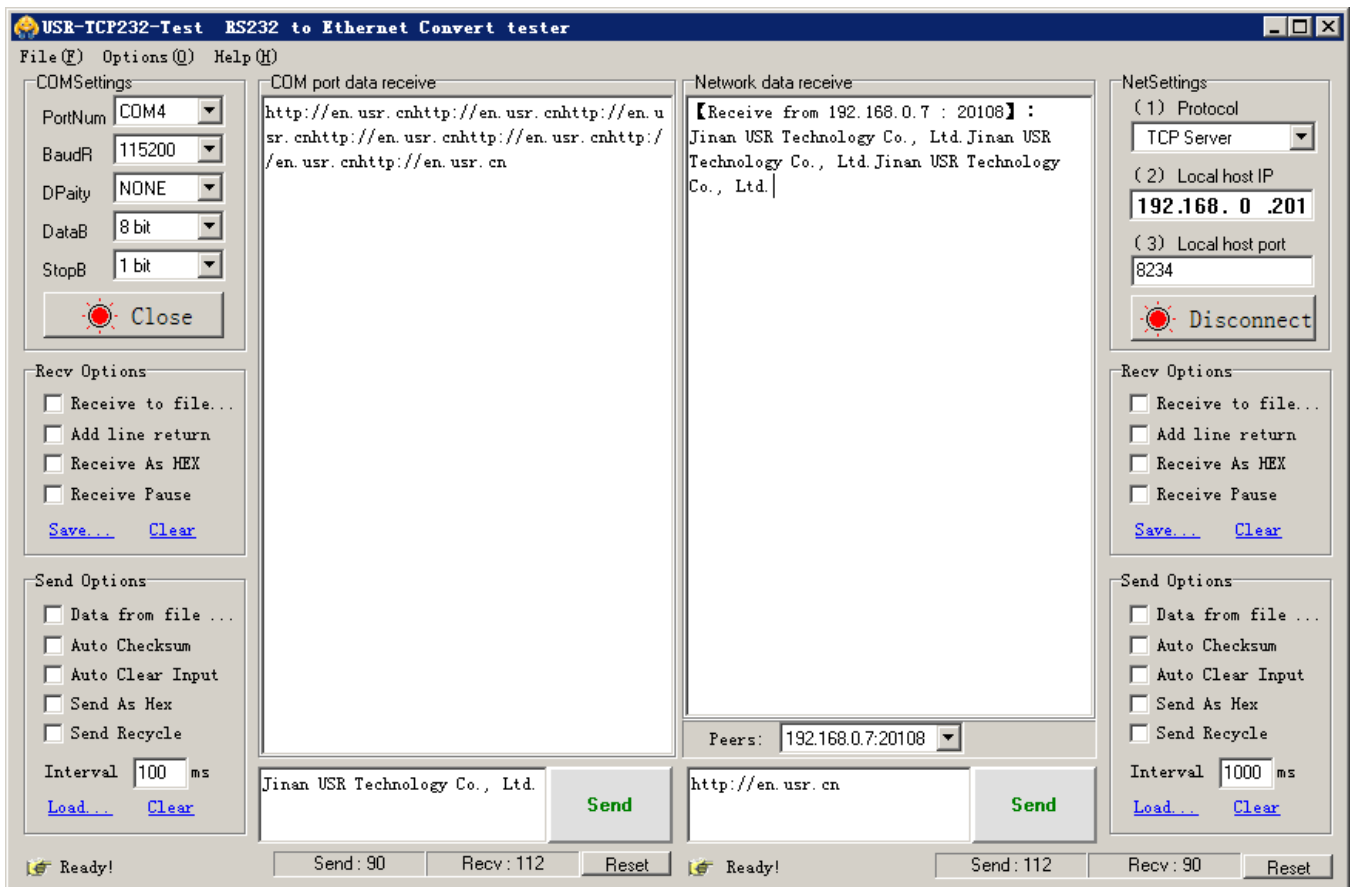 USR-TCP232-Test RS232 to Ethernet Convert tester
File(F) Options(O) Help(H)
COMSettings
PortNum COM4
BaudR 115200
DPaity NONE
DataB 8 bit
StopB 1 bit
Close
Recv Options
Receive to file...
Add line return
Receive As HEX
Receive Pause
Save... Clear
Send Options
Data from file ...
Auto Checksum
Auto Clear Input
Send As Hex
Send Recycle
Interval 100 ms
Load... Clear
Ready!
COM port data receive
http://en.usr.cnhttp://en.usr.cnhttp://en.u
sr.cnhttp://en.usr.cnhttp://en.usr.cnhttp:/
/en.usr.cnhttp://en.usr.cn
Jinan USR Technology Co., Ltd.
Send
Send : 90 Recv : 112 Reset
Network data receive
【Receive from 192.168.0.7 : 20108】:
Jinan USR Technology Co., Ltd.Jinan USR
Technology Co., Ltd.Jinan USR Technology
Co., Ltd.
Peers: 192.168.0.7:20108
http://en.usr.cn
Send
Ready!
Send : 112 Recv : 90 Reset
NetSettings
(1) Protocol
TCP Server
(2) Local host IP
192.168. 0 .201
(3) Local host port
8234
Disconnect
Recv Options
Receive to file...
Add line return
Receive As HEX
Receive Pause
Save... Clear
Send Options
Data from file ...
Auto Checksum
Auto Clear Input
Send As Hex
Send Recycle
Interval 1000 ms
Load... Clear